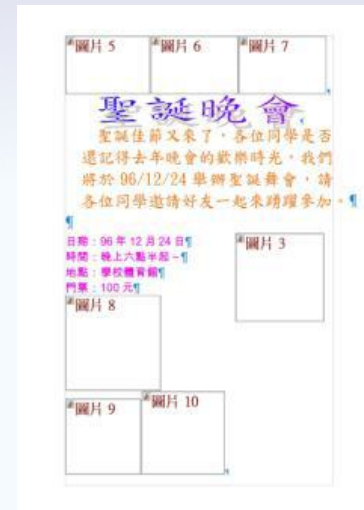 圖片 5 圖片 6 圖片 7
聖誕晚會
聖誕佳節又來了，各位同學是否
還記得去年晚會的歡樂時光，我們
將於 96/12/24 舉辦聖誕舞會，請
各位同學邀請好友一起來踴躍參加。
日期：96 年 12 月 24 日
時間：晚上六點半起~
地點：學校體育館
門票：100 元
圖片 3
圖片 8
圖片 9 圖片 10